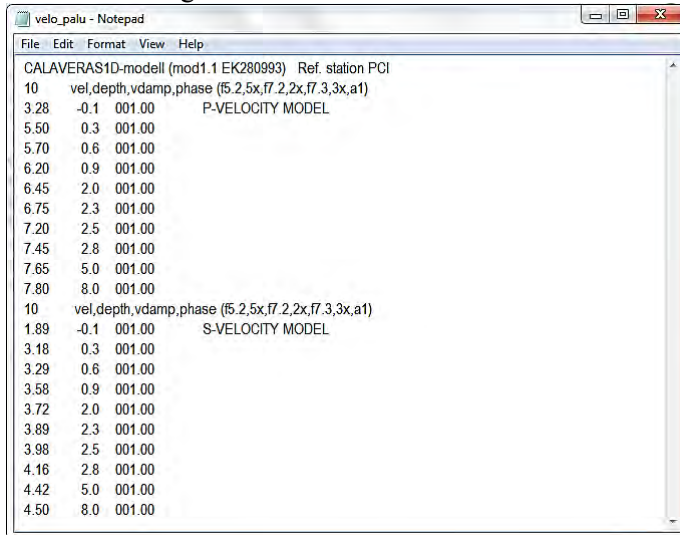 velo_palu - Notepad
File Edit Format View Help
CALAVERAS1D-modell (mod1.1 EK280993) Ref. station PCI
10 vel,depth,vdamp,phase (f5.2,5x,f7.2,2x,f7.3,3x,a1)
3.28 -0.1 001.00 P-VELOCITY MODEL
5.50 0.3 001.00
5.70 0.6 001.00
6.20 0.9 001.00
6.45 2.0 001.00
6.75 2.3 001.00
7.20 2.5 001.00
7.45 2.8 001.00
7.65 5.0 001.00
7.80 8.0 001.00
10 vel,depth,vdamp,phase (f5.2,5x,f7.2,2x,f7.3,3x,a1)
1.89 -0.1 001.00 S-VELOCITY MODEL
3.18 0.3 001.00
3.29 0.6 001.00
3.58 0.9 001.00
3.72 2.0 001.00
3.89 2.3 001.00
3.98 2.5 001.00
4.16 2.8 001.00
4.42 5.0 001.00
4.50 8.0 001.00